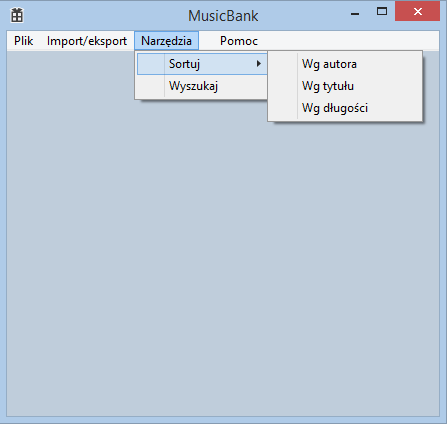 MusicBank
Plik Import/eksport Narzędzia Pomoc
Sortuj
Wyszukaj
Wg autora
Wg tytułu
Wg długości